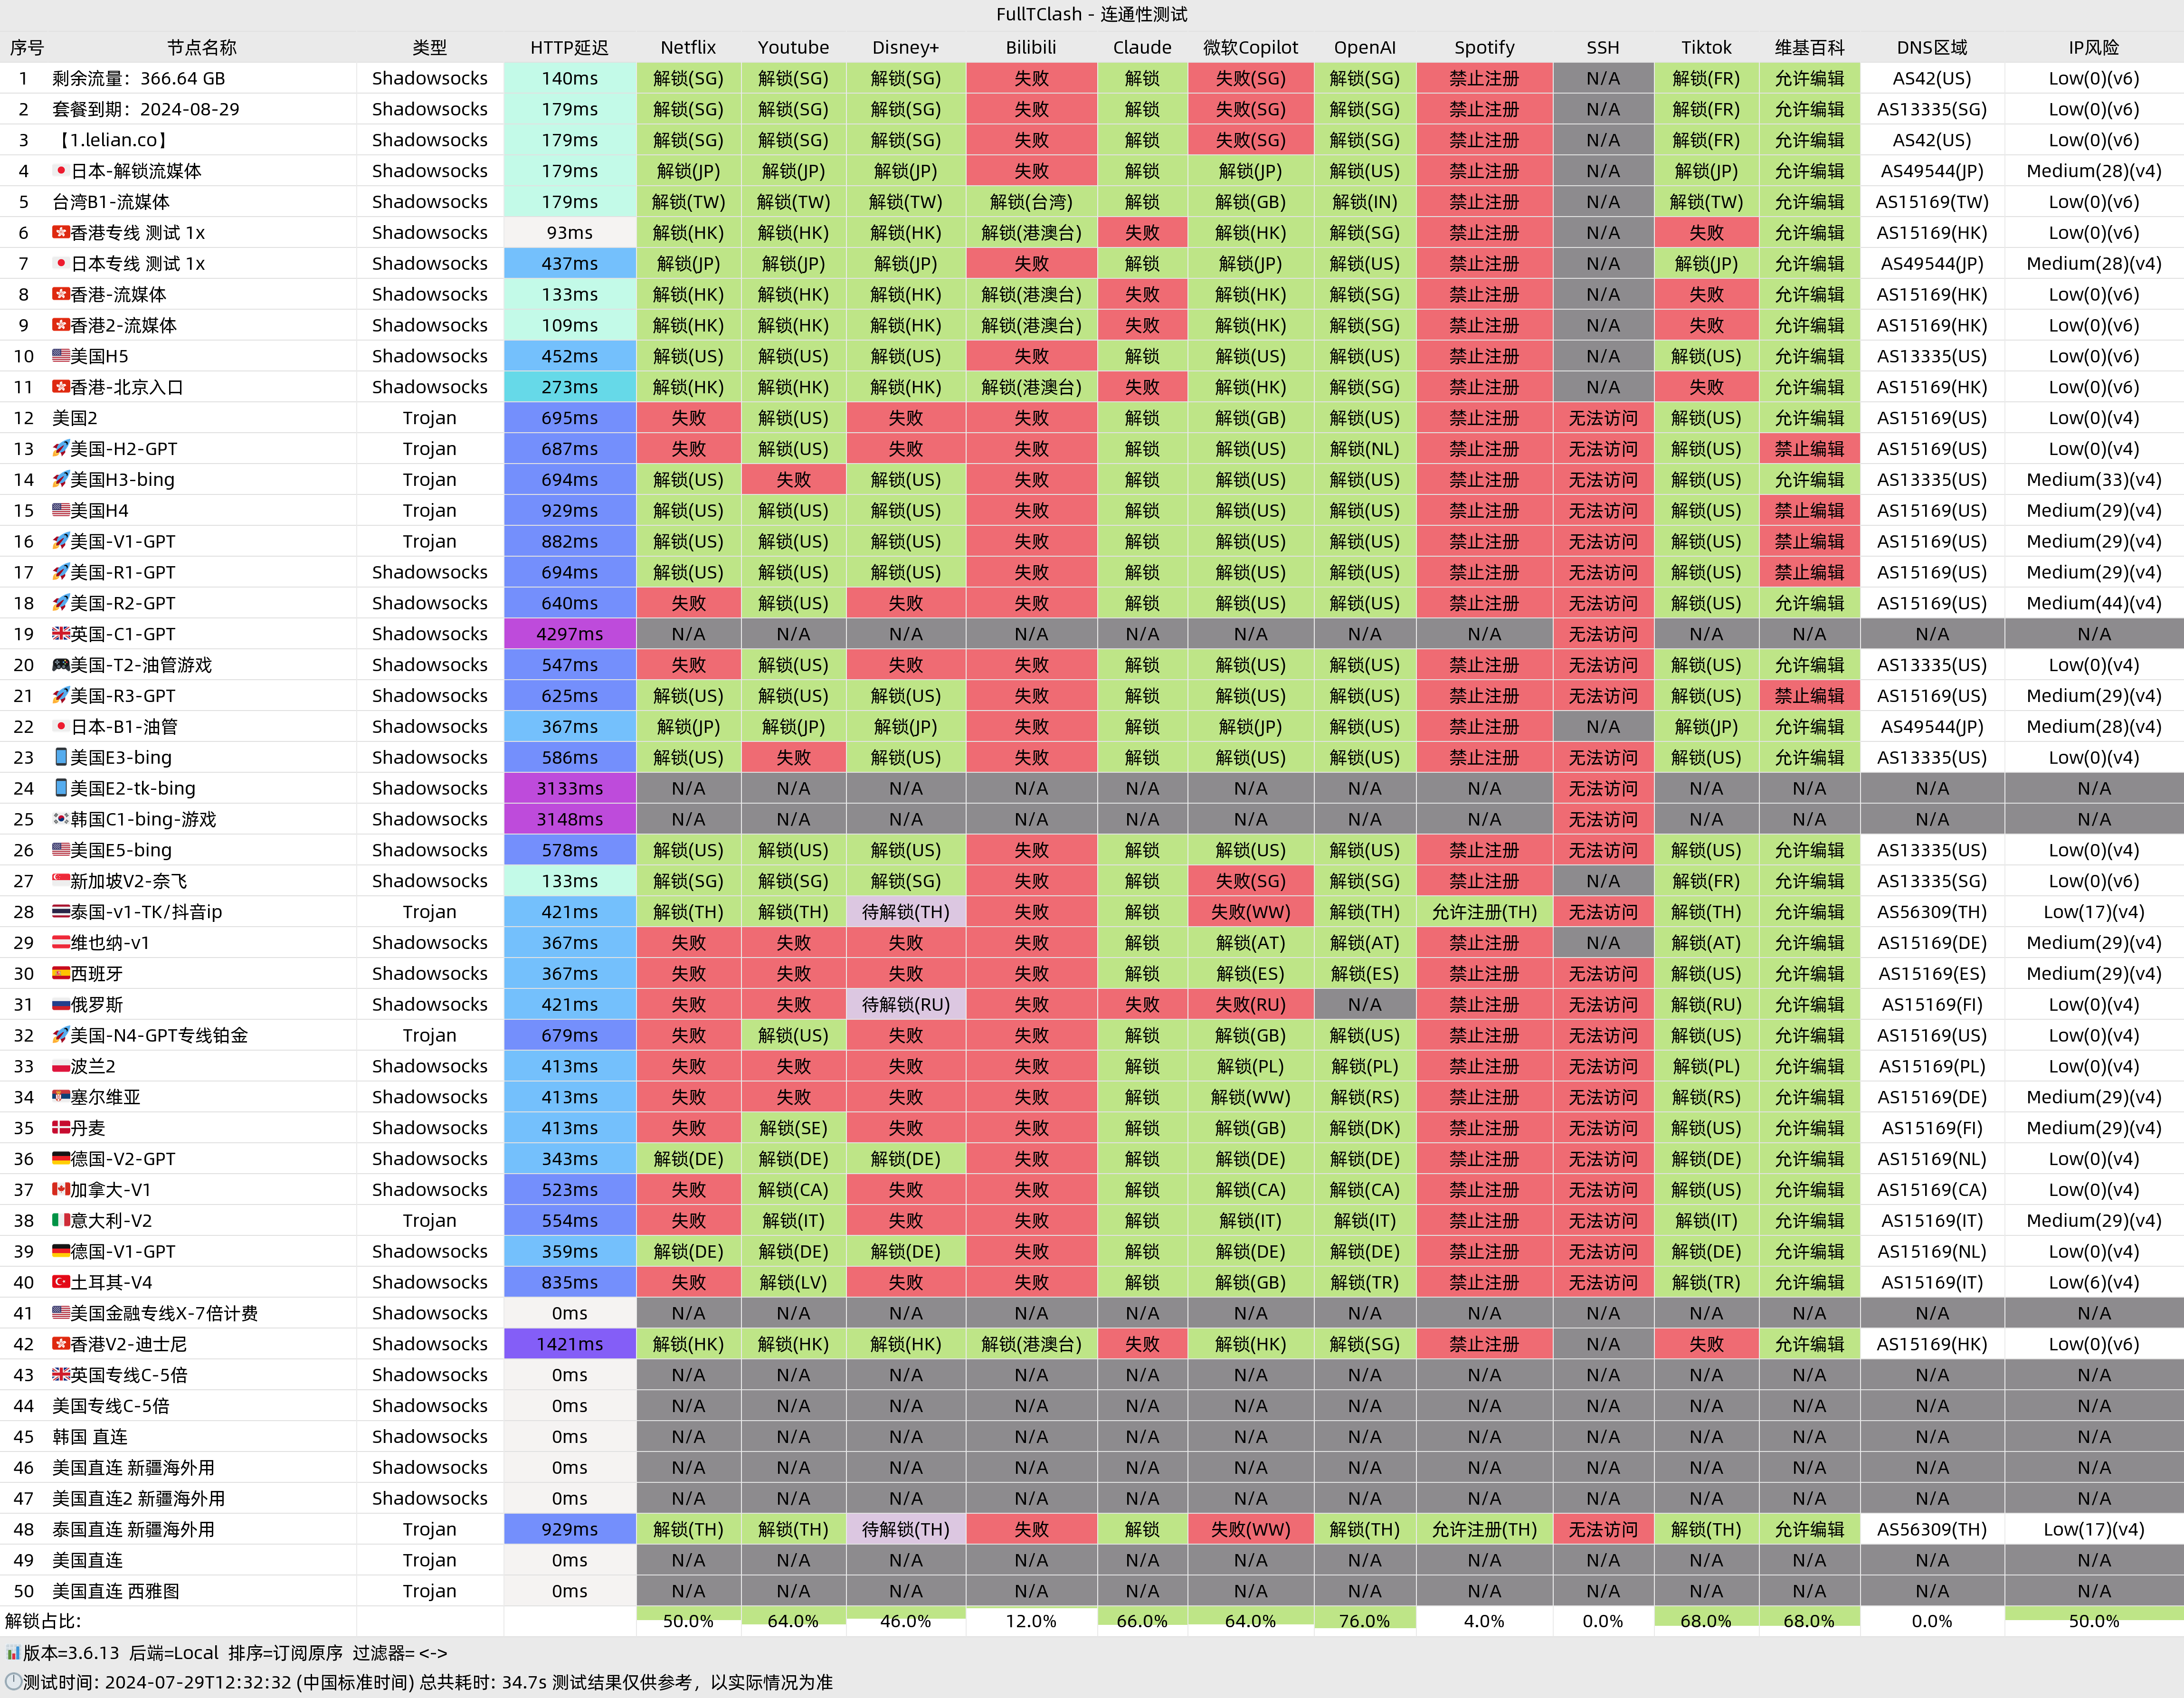 FullTClash - 连通性测试
序号 节点名称 类型 HTTP延迟 Netflix Youtube Disney+ Bilibili Claude 微软Copilot OpenAI Spotify SSH Tiktok 维基百科 DNS区域 IP风险
1 剩余流量：366.64 GB Shadowsocks 140ms 解锁(SG) 解锁(SG) 解锁(SG) 失败 解锁 失败(SG) 解锁(SG) 禁止注册 N/A 解锁(FR) 允许编辑 AS42(US) Low(0)(v6)
2 套餐到期：2024-08-29 Shadowsocks 179ms 解锁(SG) 解锁(SG) 解锁(SG) 失败 解锁 失败(SG) 解锁(SG) 禁止注册 N/A 解锁(FR) 允许编辑 AS13335(SG) Low(0)(v6)
3 【1.lelian.co】 Shadowsocks 179ms 解锁(SG) 解锁(SG) 解锁(SG) 失败 解锁 失败(SG) 解锁(SG) 禁止注册 N/A 解锁(FR) 允许编辑 AS42(US) Low(0)(v6)
4 日本-解锁流媒体 Shadowsocks 179ms 解锁(JP) 解锁(JP) 解锁(JP) 失败 解锁 解锁(JP) 解锁(US) 禁止注册 N/A 解锁(JP) 允许编辑 AS49544(JP) Medium(28)(v4)
5 台湾B1-流媒体 Shadowsocks 179ms 解锁(TW) 解锁(TW) 解锁(TW) 解锁(台湾) 解锁 解锁(GB) 解锁(IN) 禁止注册 N/A 解锁(TW) 允许编辑 AS15169(TW) Low(0)(v6)
6 香港专线 测试 1x Shadowsocks 93ms 解锁(HK) 解锁(HK) 解锁(HK) 解锁(港澳台) 失败 解锁(HK) 解锁(SG) 禁止注册 N/A 失败 允许编辑 AS15169(HK) Low(0)(v6)
7 日本专线 测试 1x Shadowsocks 437ms 解锁(JP) 解锁(JP) 解锁(JP) 失败 解锁 解锁(JP) 解锁(US) 禁止注册 N/A 解锁(JP) 允许编辑 AS49544(JP) Medium(28)(v4)
8 香港-流媒体 Shadowsocks 133ms 解锁(HK) 解锁(HK) 解锁(HK) 解锁(港澳台) 失败 解锁(HK) 解锁(SG) 禁止注册 N/A 失败 允许编辑 AS15169(HK) Low(0)(v6)
9 香港2-流媒体 Shadowsocks 109ms 解锁(HK) 解锁(HK) 解锁(HK) 解锁(港澳台) 失败 解锁(HK) 解锁(SG) 禁止注册 N/A 失败 允许编辑 AS15169(HK) Low(0)(v6)
10 美国H5 Shadowsocks 452ms 解锁(US) 解锁(US) 解锁(US) 失败 解锁 解锁(US) 解锁(US) 禁止注册 N/A 解锁(US) 允许编辑 AS13335(US) Low(0)(v6)
11 香港-北京入口 Shadowsocks 273ms 解锁(HK) 解锁(HK) 解锁(HK) 解锁(港澳台) 失败 解锁(HK) 解锁(SG) 禁止注册 N/A 失败 允许编辑 AS15169(HK) Low(0)(v6)
12 美国2 Trojan 695ms 失败 解锁(US) 失败 失败 解锁 解锁(GB) 解锁(US) 禁止注册 无法访问 解锁(US) 允许编辑 AS15169(US) Low(0)(v4)
13 🚀美国-H2-GPT Trojan 687ms 失败 解锁(US) 失败 失败 解锁 解锁(US) 解锁(NL) 禁止注册 无法访问 解锁(US) 禁止编辑 AS15169(US) Low(0)(v4)
14 🚀美国H3-bing Trojan 694ms 解锁(US) 失败 解锁(US) 失败 解锁 解锁(US) 解锁(US) 禁止注册 无法访问 解锁(US) 允许编辑 AS13335(US) Medium(33)(v4)
15 美国H4 Trojan 929ms 解锁(US) 解锁(US) 解锁(US) 失败 解锁 解锁(US) 解锁(US) 禁止注册 无法访问 解锁(US) 禁止编辑 AS15169(US) Medium(29)(v4)
16 🚀美国-V1-GPT Trojan 882ms 解锁(US) 解锁(US) 解锁(US) 失败 解锁 解锁(US) 解锁(US) 禁止注册 无法访问 解锁(US) 禁止编辑 AS15169(US) Medium(29)(v4)
17 🚀美国-R1-GPT Shadowsocks 694ms 解锁(US) 解锁(US) 解锁(US) 失败 解锁 解锁(US) 解锁(US) 禁止注册 无法访问 解锁(US) 禁止编辑 AS15169(US) Medium(29)(v4)
18 🚀美国-R2-GPT Shadowsocks 640ms 失败 解锁(US) 失败 失败 解锁 解锁(US) 解锁(US) 禁止注册 无法访问 解锁(US) 允许编辑 AS15169(US) Medium(44)(v4)
19 英国-C1-GPT Shadowsocks 4297ms N/A N/A N/A N/A N/A N/A N/A N/A 无法访问 N/A N/A N/A N/A
20 🎮美国-T2-油管游戏 Shadowsocks 547ms 失败 解锁(US) 失败 失败 解锁 解锁(US) 解锁(US) 禁止注册 无法访问 解锁(US) 允许编辑 AS13335(US) Low(0)(v4)
21 🚀美国-R3-GPT Shadowsocks 625ms 解锁(US) 解锁(US) 解锁(US) 失败 解锁 解锁(US) 解锁(US) 禁止注册 无法访问 解锁(US) 禁止编辑 AS15169(US) Medium(29)(v4)
22 日本-B1-油管 Shadowsocks 367ms 解锁(JP) 解锁(JP) 解锁(JP) 失败 解锁 解锁(JP) 解锁(US) 禁止注册 N/A 解锁(JP) 允许编辑 AS49544(JP) Medium(28)(v4)
23 📱美国E3-bing Shadowsocks 586ms 解锁(US) 失败 解锁(US) 失败 解锁 解锁(US) 解锁(US) 禁止注册 无法访问 解锁(US) 允许编辑 AS13335(US) Low(0)(v4)
24 📱美国E2-tk-bing Shadowsocks 3133ms N/A N/A N/A N/A N/A N/A N/A N/A 无法访问 N/A N/A N/A N/A
25 韩国C1-bing-游戏 Shadowsocks 3148ms N/A N/A N/A N/A N/A N/A N/A N/A 无法访问 N/A N/A N/A N/A
26 美国E5-bing Shadowsocks 578ms 解锁(US) 解锁(US) 解锁(US) 失败 解锁 解锁(US) 解锁(US) 禁止注册 无法访问 解锁(US) 允许编辑 AS13335(US) Low(0)(v4)
27 新加坡V2-奈飞 Shadowsocks 133ms 解锁(SG) 解锁(SG) 解锁(SG) 失败 解锁 失败(SG) 解锁(SG) 禁止注册 N/A 解锁(FR) 允许编辑 AS13335(SG) Low(0)(v6)
28 泰国-v1-TK/抖音ip Shadowsocks 421ms 解锁(TH) 解锁(TH) 待解锁(TH) 失败 解锁 失败(WW) 解锁(TH) 允许注册(TH) 无法访问 解锁(TH) 允许编辑 AS56309(TH) Low(17)(v4)
29 维也纳-v1 Shadowsocks 367ms 失败 失败 失败 失败 解锁 解锁(AT) 解锁(AT) 禁止注册 N/A 解锁(AT) 允许编辑 AS15169(DE) Medium(29)(v4)
30 西班牙 Shadowsocks 367ms 失败 失败 失败 失败 解锁 解锁(ES) 解锁(ES) 禁止注册 无法访问 解锁(US) 允许编辑 AS15169(ES) Medium(29)(v4)
31 俄罗斯 Shadowsocks 421ms 失败 失败 待解锁(RU) 失败 失败 失败(RU) N/A 禁止注册 无法访问 解锁(RU) 允许编辑 AS15169(FI) Low(0)(v4)
32 🚀美国-N4-GPT专线铂金 Trojan 679ms 失败 解锁(US) 失败 失败 解锁 解锁(GB) 解锁(US) 禁止注册 无法访问 解锁(US) 允许编辑 AS15169(US) Low(0)(v4)
33 波兰2 Shadowsocks 413ms 失败 失败 失败 失败 解锁 解锁(PL) 解锁(PL) 禁止注册 无法访问 解锁(PL) 允许编辑 AS15169(PL) Low(0)(v4)
34 塞尔维亚 Shadowsocks 413ms 失败 失败 失败 失败 解锁 解锁(WW) 解锁(RS) 禁止注册 无法访问 解锁(RS) 允许编辑 AS15169(DE) Medium(29)(v4)
35 丹麦 Shadowsocks 413ms 失败 解锁(SE) 失败 失败 解锁 解锁(GB) 解锁(DK) 禁止注册 无法访问 解锁(US) 允许编辑 AS15169(FI) Medium(29)(v4)
36 德国-V2-GPT Shadowsocks 343ms 解锁(DE) 解锁(DE) 解锁(DE) 失败 解锁 解锁(DE) 解锁(DE) 禁止注册 无法访问 解锁(DE) 允许编辑 AS15169(NL) Low(0)(v4)
37 加拿大-V1 Shadowsocks 523ms 失败 解锁(CA) 失败 失败 解锁 解锁(CA) 解锁(CA) 禁止注册 无法访问 解锁(US) 允许编辑 AS15169(CA) Low(0)(v4)
38 意大利-V2 Trojan 554ms 失败 解锁(IT) 失败 失败 解锁 解锁(IT) 解锁(IT) 禁止注册 无法访问 解锁(IT) 允许编辑 AS15169(IT) Medium(29)(v4)
39 德国-V1-GPT Shadowsocks 359ms 解锁(DE) 解锁(DE) 解锁(DE) 失败 解锁 解锁(DE) 解锁(DE) 禁止注册 无法访问 解锁(DE) 允许编辑 AS15169(NL) Low(0)(v4)
40 土耳其-V4 Shadowsocks 835ms 失败 解锁(LV) 失败 失败 解锁 解锁(GB) 解锁(TR) 禁止注册 无法访问 解锁(TR) 允许编辑 AS15169(IT) Low(6)(v4)
41 美国金融专线X-7倍计费 Shadowsocks 0ms N/A N/A N/A N/A N/A N/A N/A N/A N/A N/A N/A N/A N/A
42 香港V2-迪士尼 Shadowsocks 1421ms 解锁(HK) 解锁(HK) 解锁(HK) 解锁(港澳台) 失败 解锁(HK) 解锁(SG) 禁止注册 N/A 失败 允许编辑 AS15169(HK) Low(0)(v6)
43 英国专线C-5倍 Shadowsocks 0ms N/A N/A N/A N/A N/A N/A N/A N/A N/A N/A N/A N/A N/A
44 美国专线C-5倍 Shadowsocks 0ms N/A N/A N/A N/A N/A N/A N/A N/A N/A N/A N/A N/A N/A
45 韩国 直连 Shadowsocks 0ms N/A N/A N/A N/A N/A N/A N/A N/A N/A N/A N/A N/A N/A
46 美国直连 新疆海外用 Shadowsocks 0ms N/A N/A N/A N/A N/A N/A N/A N/A N/A N/A N/A N/A N/A
47 美国直连2 新疆海外用 Shadowsocks 0ms N/A N/A N/A N/A N/A N/A N/A N/A N/A N/A N/A N/A N/A
48 泰国直连 新疆海外用 Trojan 929ms 解锁(TH) 解锁(TH) 待解锁(TH) 失败 解锁 失败(WW) 解锁(TH) 允许注册(TH) 无法访问 解锁(TH) 允许编辑 AS56309(TH) Low(17)(v4)
49 美国直连 Trojan 0ms N/A N/A N/A N/A N/A N/A N/A N/A N/A N/A N/A N/A N/A
50 美国直连 西雅图 Trojan 0ms N/A N/A N/A N/A N/A N/A N/A N/A N/A N/A N/A N/A N/A
解锁占比: 50.0% 64.0% 46.0% 12.0% 66.0% 64.0% 76.0% 4.0% 0.0% 68.0% 68.0% 0.0% 50.0%
📊版本=3.6.13 后端=Local 排序=订阅原序 过滤器= <->
🕛测试时间: 2024-07-29T12:32:32 (中国标准时间) 总共耗时: 34.7s 测试结果仅供参考，以实际情况为准